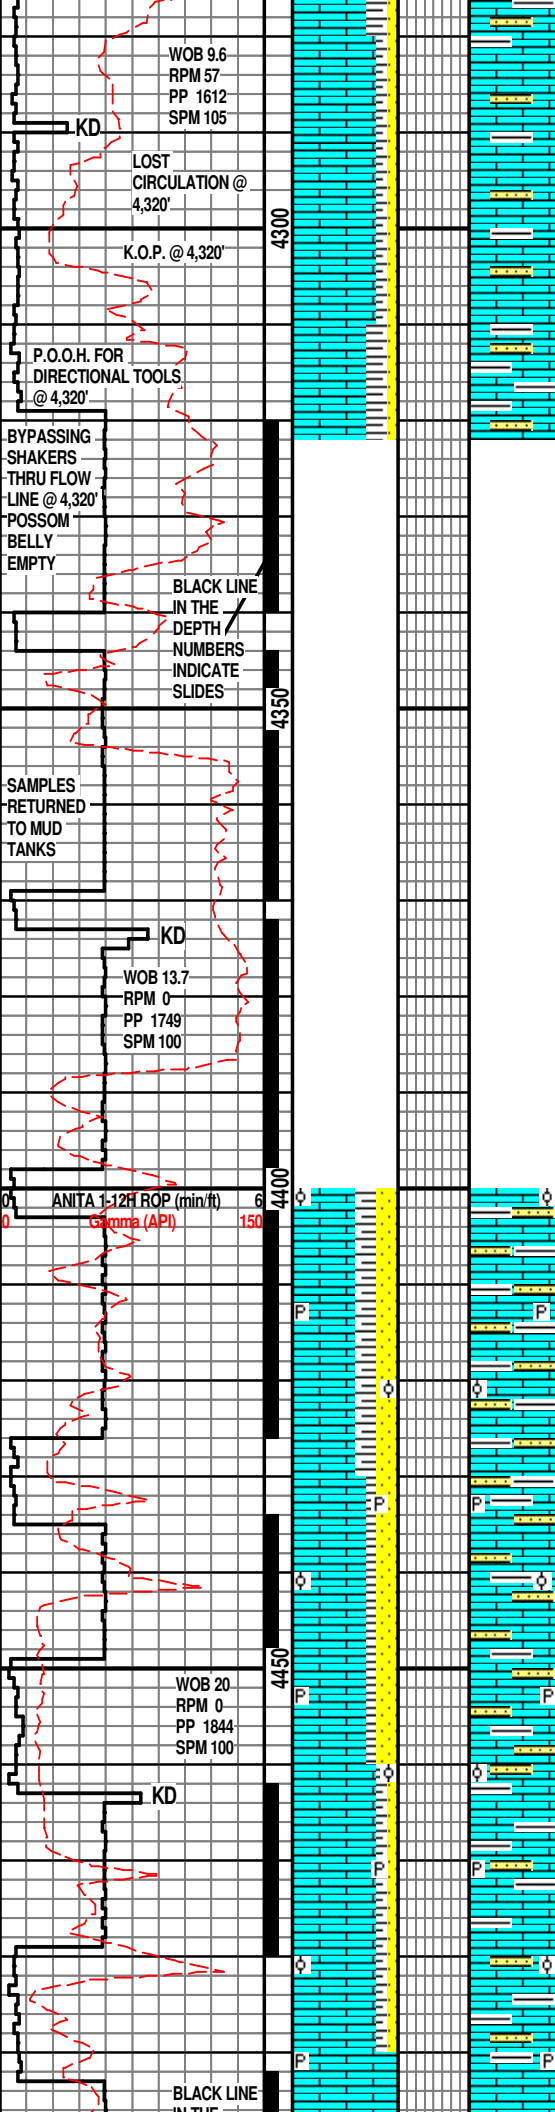 WOB 9.6
RPM 57
PP 1612
SPM 105
KD
LOST
CIRCULATION @
4,320'
4300
K.O.P. @ 4,320'
P.O.O.H. FOR
DIRECTIONAL TOOLS
@ 4,320'
BYPASSING
SHAKERS
THRU FLOW
LINE @ 4,320'
POSSOM
BELLY
EMPTY
BLACK LINE
IN THE
DEPTH
NUMBERS
INDICATE
SLIDES
4350
SAMPLES
RETURNED
TO MUD
TANKS
KD
WOB 13.7
RPM 0
PP 1749
SPM 100
4400
0 ANITA 1-12H ROP (min/ft) 6
0 Gamma (API) 150
P P
P P
4450
WOB 20
RPM 0
PP 1844
SPM 100
P P
KD
P P
P P
BLACK LINE
IN THE